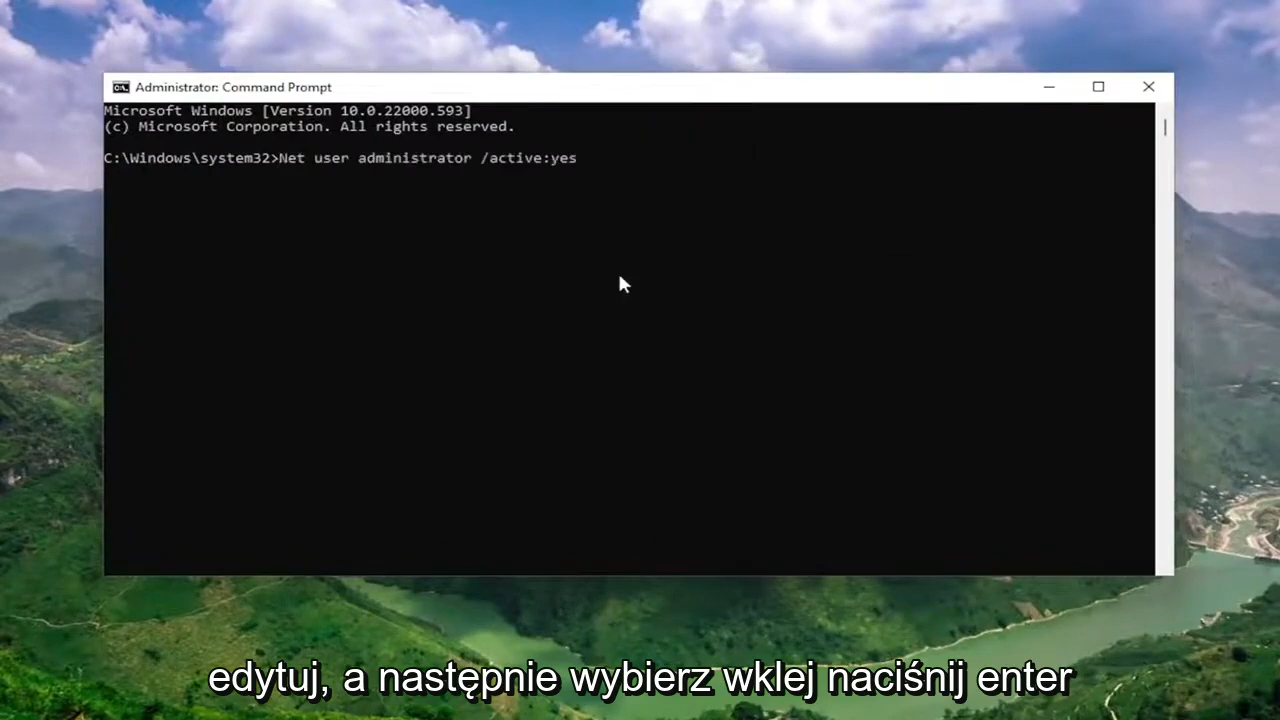 Administrator: Command Prompt
Microsoft Windows [Version 10.0.22000.593]
(c) Microsoft Corporation. All rights reserved.
C:\Windows\system32>Net user administrator /active:yes
edytuj, a następnie wybierz wklej naciśnij enter